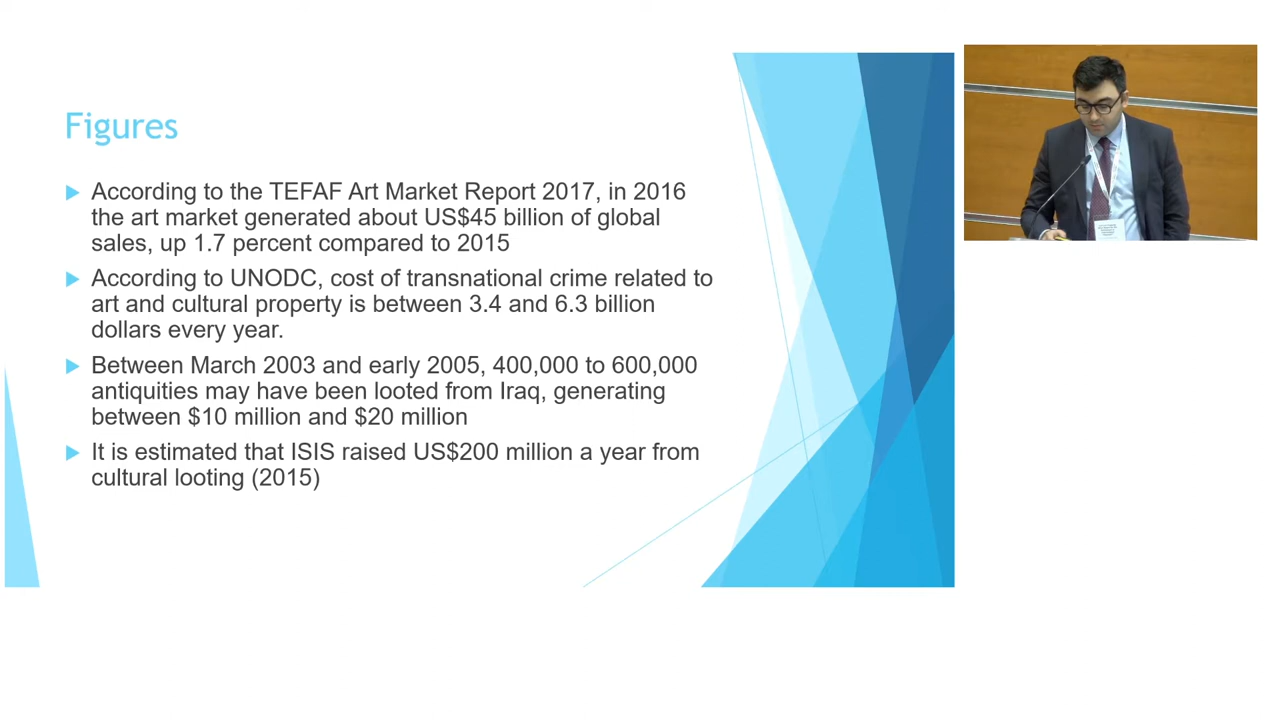 Figures
According to the TEFAF Art Market Report 2017, in 2016
the art market generated about US$45 billion of global
sales, up 1.7 percent compared to 2015
According to UNODC, cost of transnational crime related to
art and cultural property is between 3.4 and 6.3 billion
dollars every year.
Between March 2003 and early 2005, 400,000 to 600,000
antiquities may have been looted from Iraq, generating
between $10 million and $20 million
It is estimated that ISIS raised US$200 million a year from
cultural looting (2015)